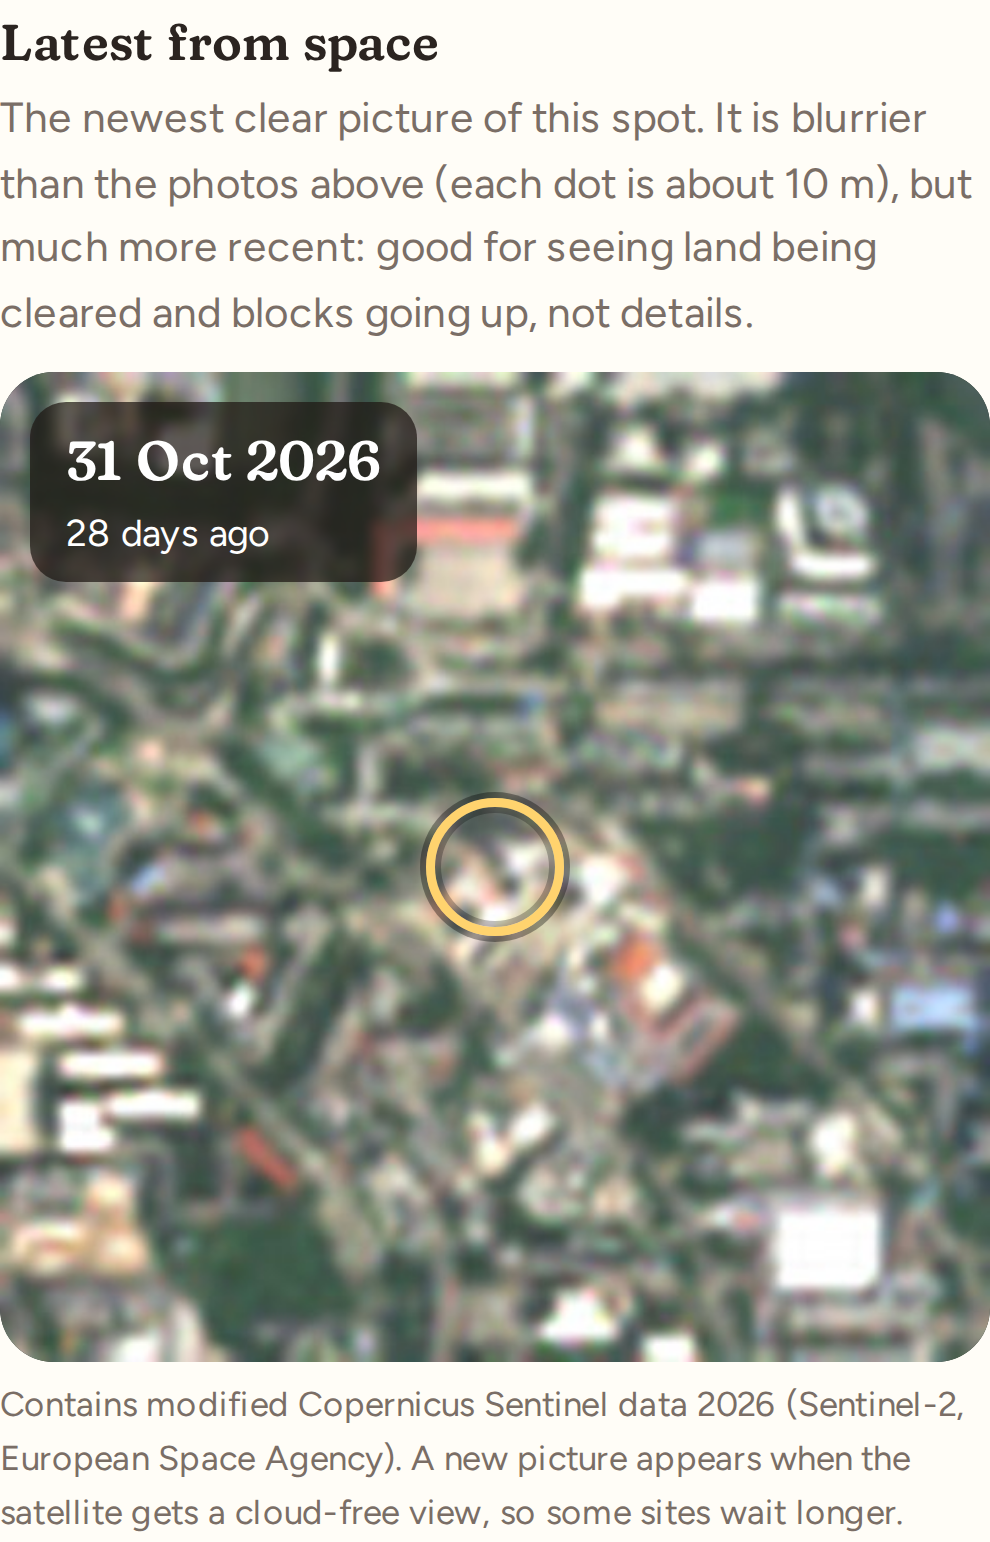 Latest from space
The newest clear picture of this spot. It is blurrier
than the photos above (each dot is about 10 m), but
much more recent: good for seeing land being
cleared and blocks going up, not details.
31 Oct 2026
28 days ago
Contains modified Copernicus Sentinel data 2026 (Sentinel-2,
European Space Agency). A new picture appears when the
satellite gets a cloud-free view, so some sites wait longer.